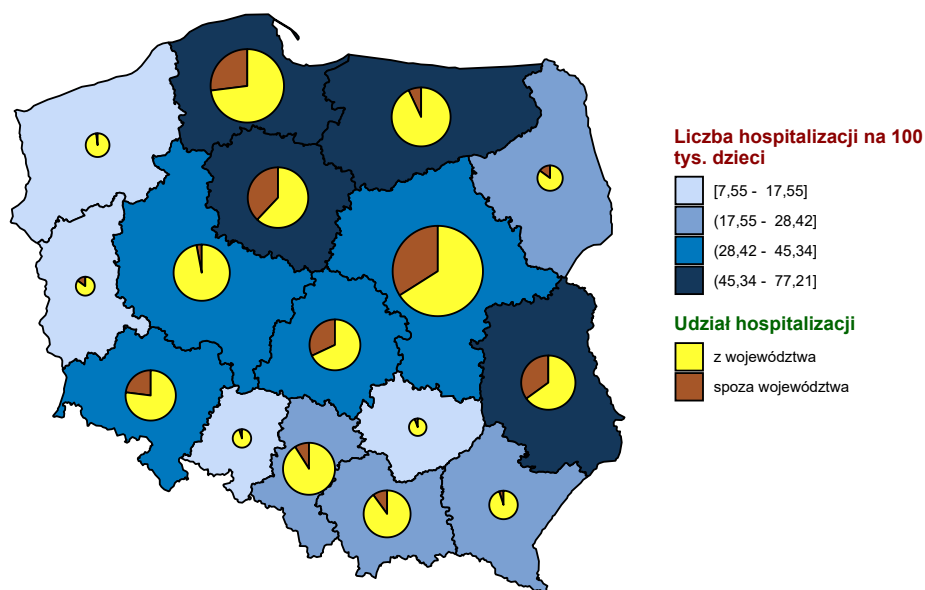 Liczba hospitalizacji na 100
tys. dzieci
[7,55 - 17,55]
(17,55 - 28,42]
(28,42 - 45,34]
(45,34 - 77,21]
Udział hospitalizacji
z województwa
spoza województwa